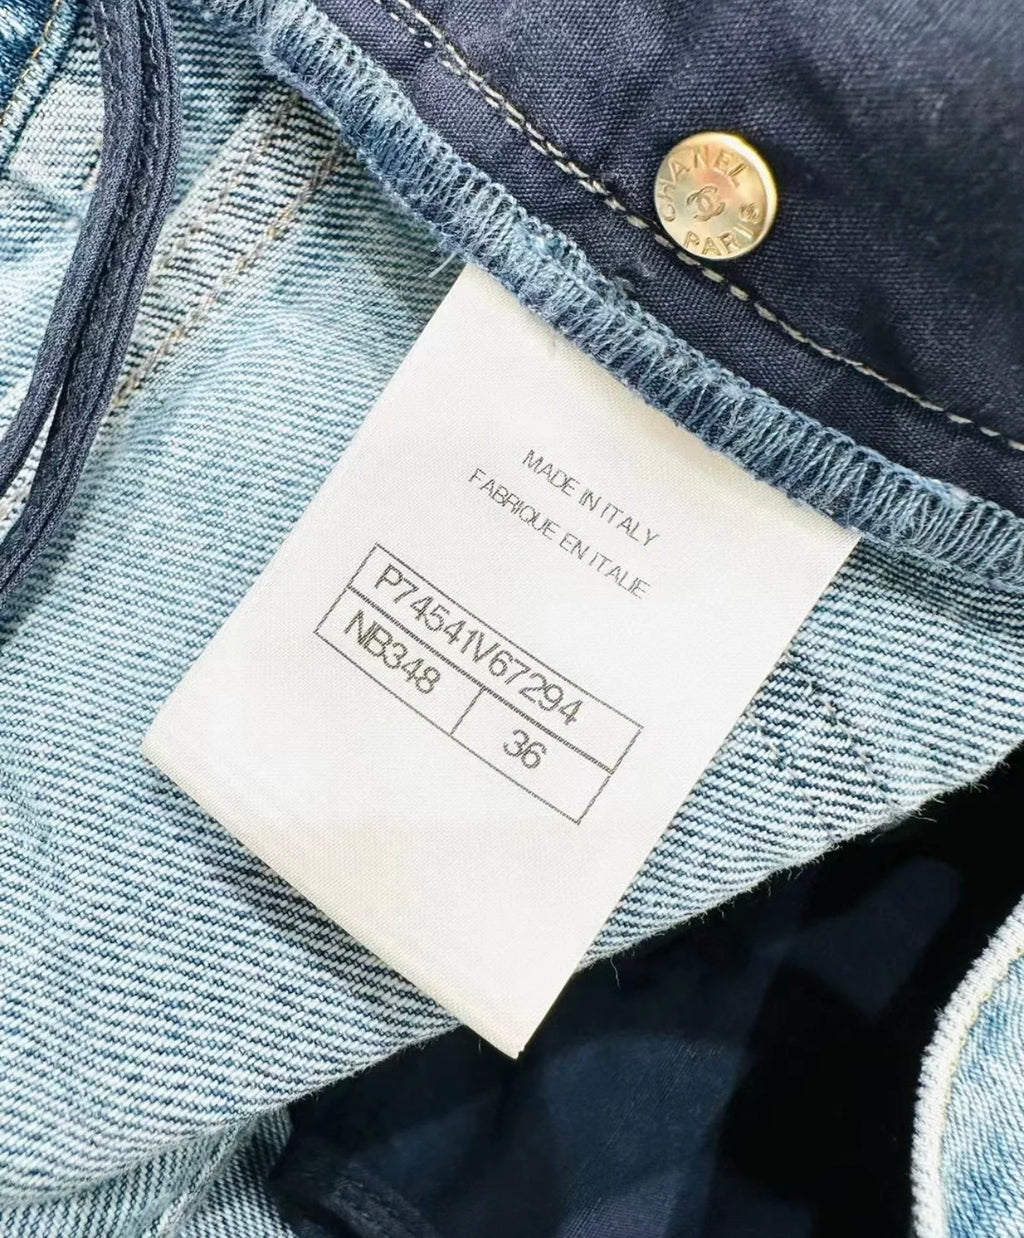 CHANEL
PARIS
MADE IN ITALY
FABRIQUE EN ITALIE
P74541V67294
NB348
36